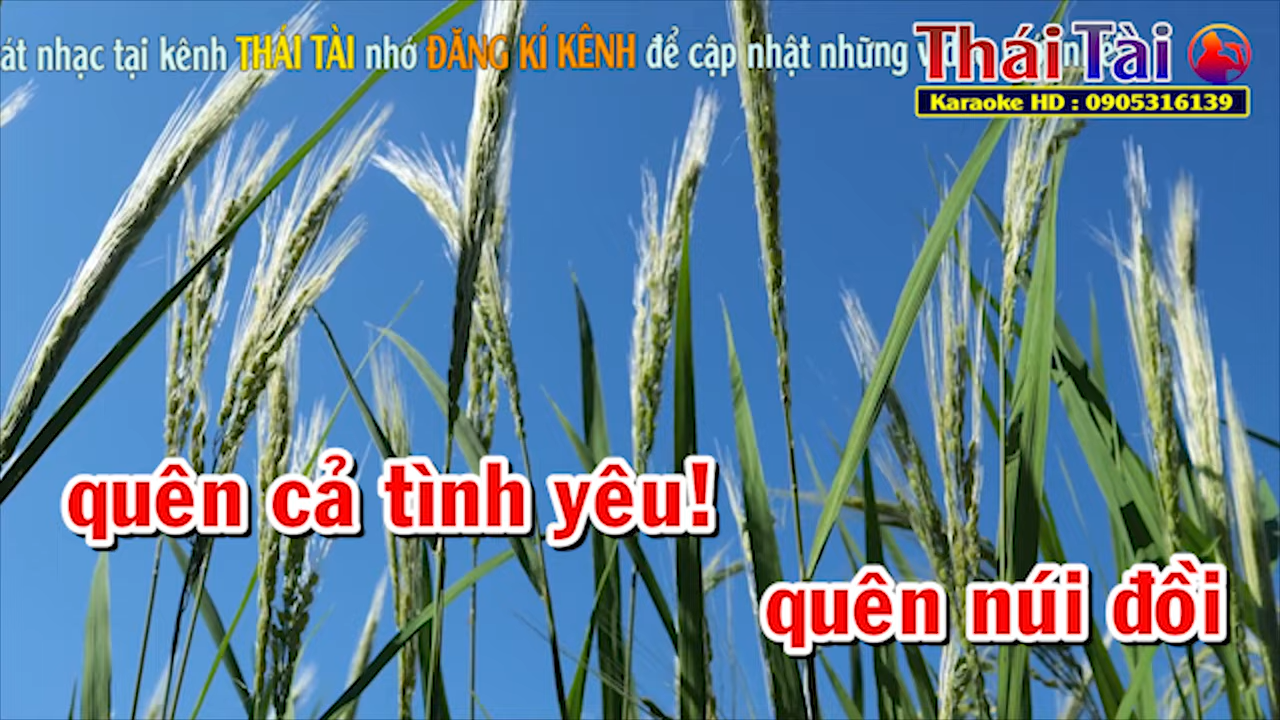 át nhạc tại kênh THÁI TÀI nhớ ĐĂNG KÍ KÊNH để cập nhật những
Thái Tài
Karaoke HD : 0905316139
quên cả tình yêu!
quên núi đồi